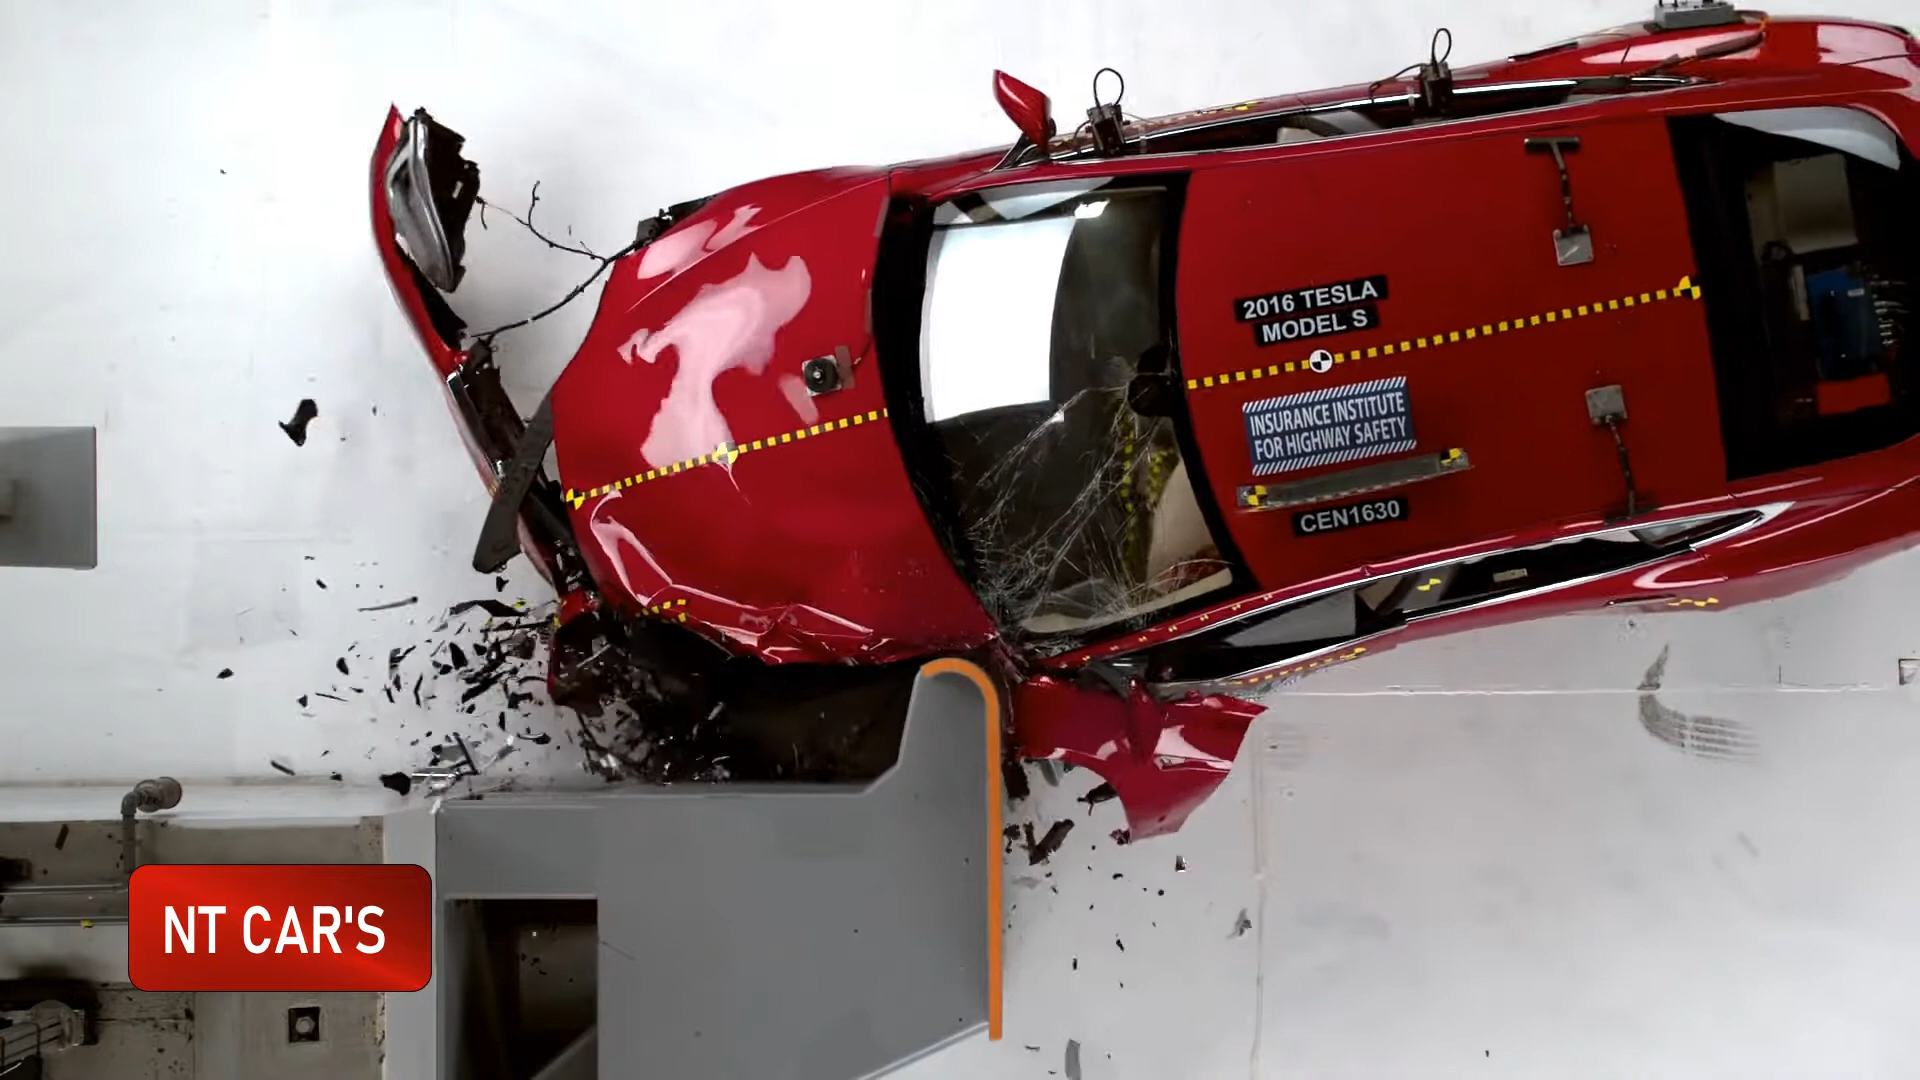 2016 TESLA
MODEL S
INSURANCE INSTITUTE
FOR HIGHWAY SAFETY
CEN1630
NT CAR'S